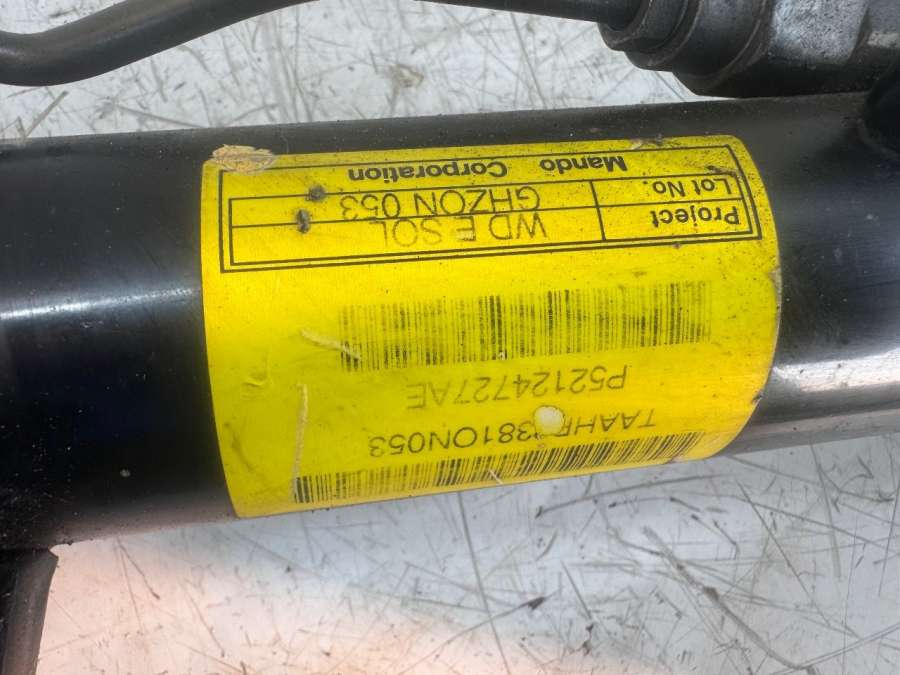 P52124727AE
Project WD E SOL
Lot No. GHZON 053
Mando Corporation